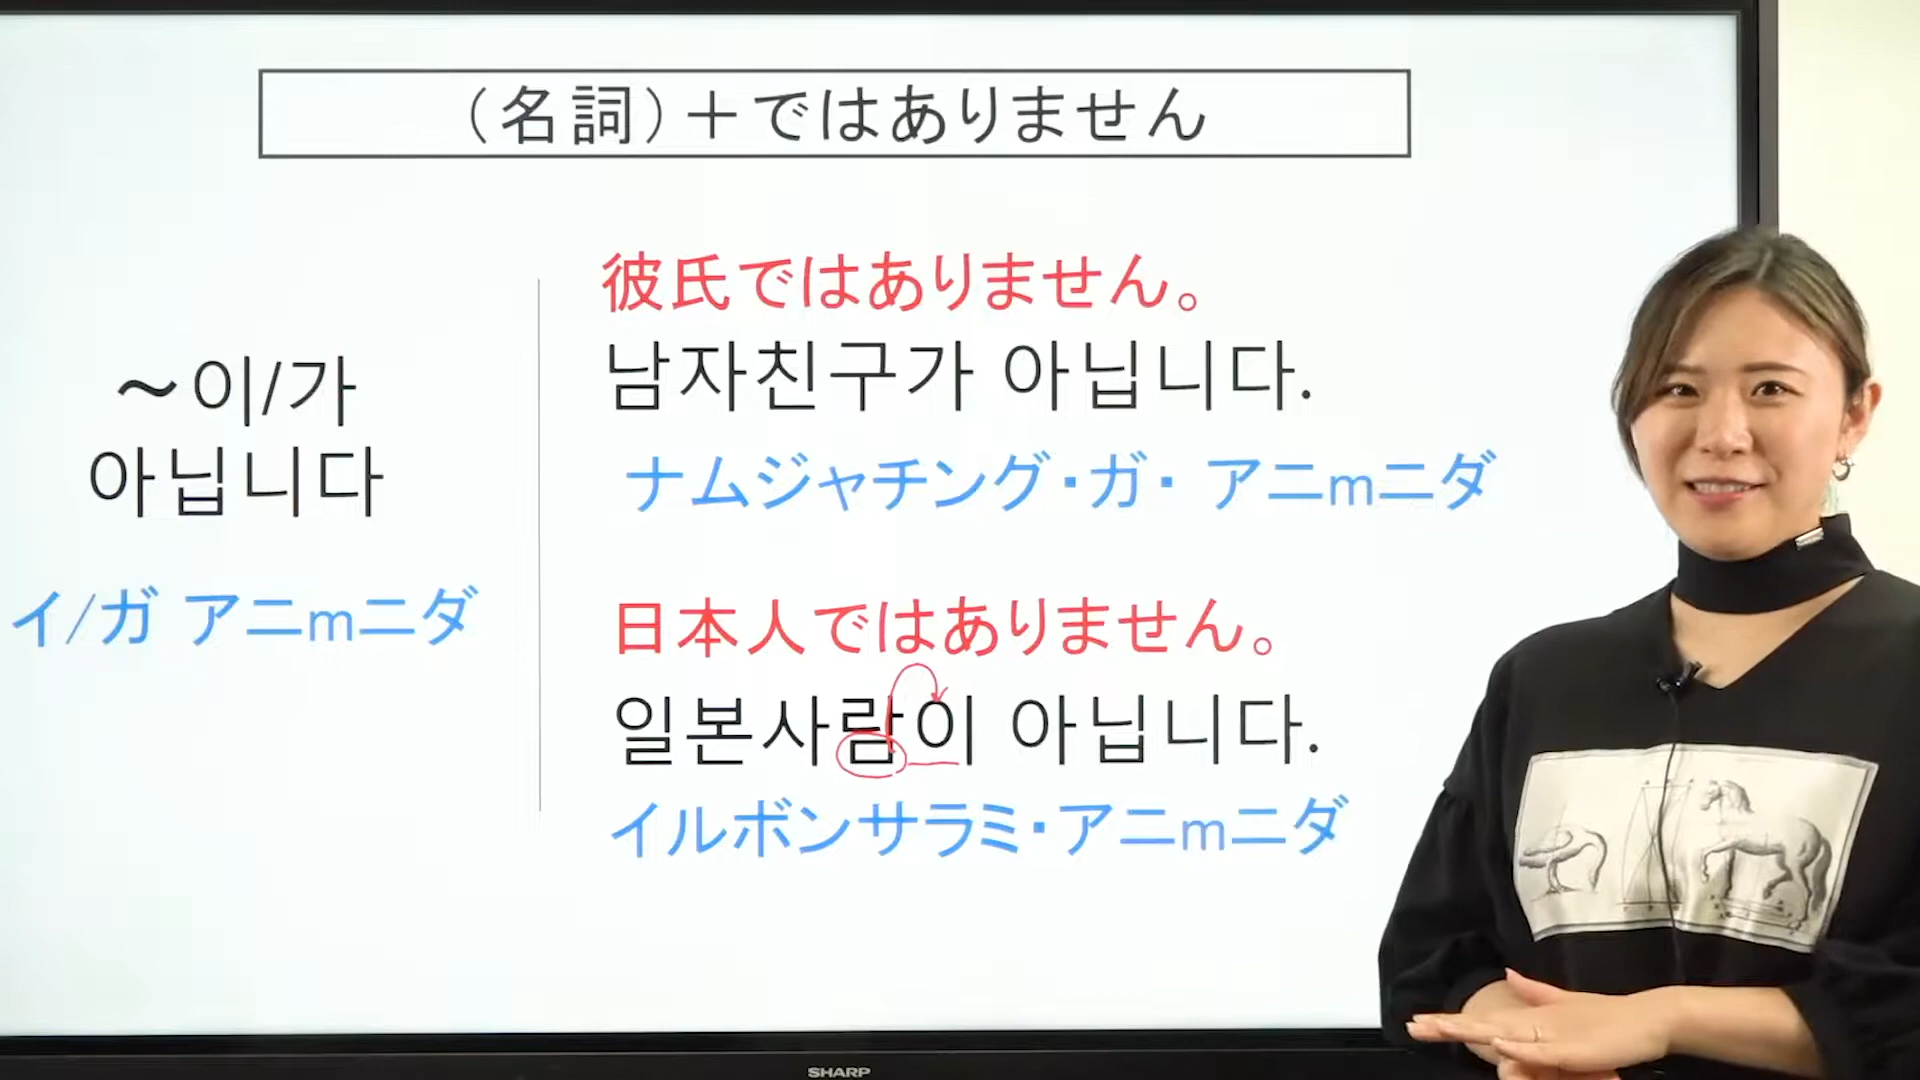 （名詞）＋ではありません
～이/가
아닙니다
イ/ガ アニmニダ
彼氏ではありません。
남자친구가 아닙니다.
ナムジャチング・ガ・ アニmニダ
日本人ではありません。
일본사람이 아닙니다.
イルボンサラミ・アニmニダ
SHARP